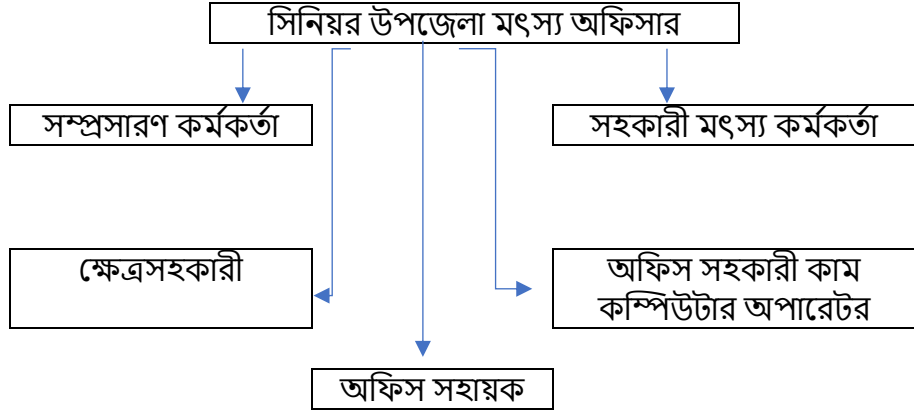 সিনিয়র উপজেলা মৎস্য অফিসার
সম্প্রসারণ কর্মকর্তা
সহকারী মৎস্য কর্মকর্তা
ক্ষেত্রসহকারী
অফিস সহকারী কাম
কম্পিউটার অপারেটর
অফিস সহায়ক